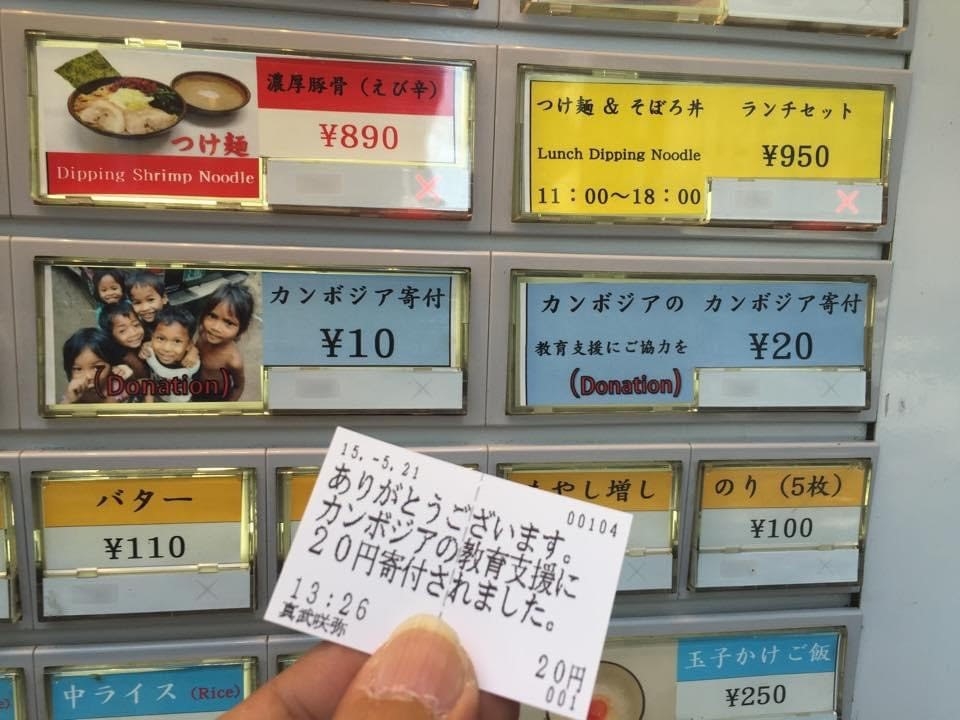 濃厚豚骨(えび辛)
¥890
つけ麺
Dipping Shrimp Noodle
つけ麺 & そぼろ丼 ランチセット
Lunch Dipping Noodle ¥950
11:00～18:00
カンボジア寄付
¥10
(Donation)
カンボジアの カンボジア寄付
教育支援にご協力を ¥20
(Donation)
バター
¥110
もやし増し
のり(5枚)
¥100
15.-5.21
00104
ありがとうございます。
カンボジアの教育支援に
20円寄付されました。
13:26
真武咲弥
20円
001
中ライス(Rice)
玉子かけご飯
¥250